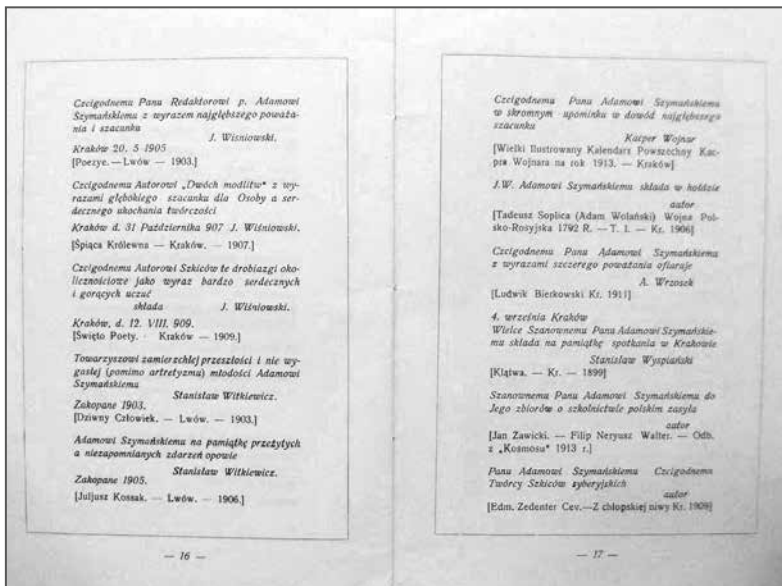 Czcigodnemu Panu Redaktorowi p. Adamowi
Szymańskiemu z wyrazem najgłębszego poważa-
nia i szacunku
J. Wiśniowski.
Kraków 20. 5 1905
[Poezye. — Lwów — 1903.]
Czcigodnemu Autorowi „Dwóch modlitw" z wy-
razami głębokiego szacunku dla Osoby a ser-
decznego ukochania twórczości
Kraków d. 31 Października 907 J. Wiśniowski.
[Śpiąca Królewna — Kraków. — 1907.]
Czcigodnemu Autorowi Szkiców te drobiazgi oko-
licznościowe jako wyraz bardzo serdecznych
i gorących uczuć
składa J. Wiśniowski.
Kraków, d. 12. VIII. 909.
[Święto Poety. · Kraków — 1909.]
Towarzyszowi zamierzchłej przeszłości i nie wy-
gasłej (pomimo artretyzmu) młodości Adamowi
Szymańskiemu
Stanisław Witkiewicz.
Zakopane 1903.
[Dziwny Człowiek. — Lwów. — 1903.]
Adamowi Szymańskiemu na pamiątkę przeżytych
a niezapomnianych zdarzeń opowie
Stanisław Witkiewicz.
Zakopane 1905.
[Juljusz Kossak. — Lwów. — 1906.]
— 16 —
Czcigodnemu Panu Adamowi Szymańskiemu
w skromnym upominku w dowód najgłębszego
szacunku
Kacper Wojnar
[Wielki Ilustrowany Kalendarz Powszechny Kac-
pra Wojnara na rok 1913. — Kraków]
J.W. Adamowi Szymańskiemu składa w hołdzie
autor
[Tadeusz Soplica (Adam Wolański) Wojna Pol-
sko-Rosyjska 1792 R. — T. I. — Kr. 1906]
Czcigodnemu Panu Adamowi Szymańskiemu
z wyrazami szczerego poważania ofiaruje
A. Wrzosek
[Ludwik Bierkowski Kr. 1911]
4. września Kraków
Wielce Szanownemu Panu Adamowi Szymańskie-
mu składa na pamiątkę spotkania w Krakowie
Stanisław Wyspiański
[Klątwa. — Kr. — 1899]
Szanownemu Panu Adamowi Szymańskiemu do
Jego zbiorów o szkolnictwie polskim zasyła
autor
[Jan Zawicki. — Filip Neryusz Walter. — Odb.
z „Kosmosu" 1913 r.]
Panu Adamowi Szymańskiemu Czcigodnemu
Twórcy Szkiców syberyjskich
autor
[Edm. Zedenter Cev.—Z chłopskiej niwy Kr. 1909]
— 17 —